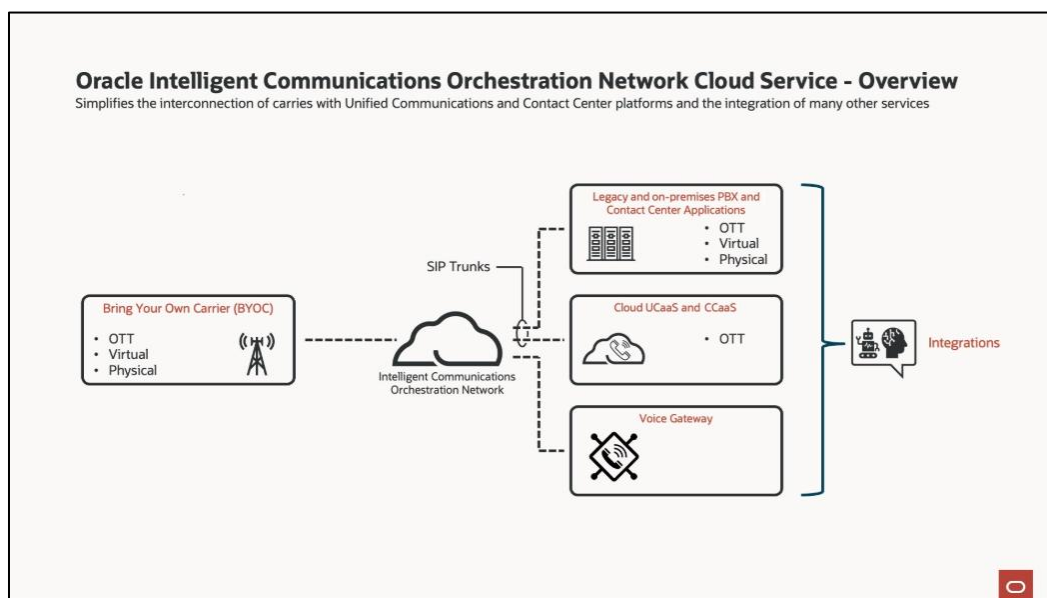 Oracle Intelligent Communications Orchestration Network Cloud Service - Overview
Simplifies the interconnection of carries with Unified Communications and Contact Center platforms and the integration of many other services
Bring Your Own Carrier (BYOC)
• OTT
• Virtual
• Physical
SIP Trunks
Intelligent Communications
Orchestration Network
Legacy and on-premises PBX and
Contact Center Applications
• OTT
• Virtual
• Physical
Cloud UCaaS and CCaaS
• OTT
Voice Gateway
Integrations